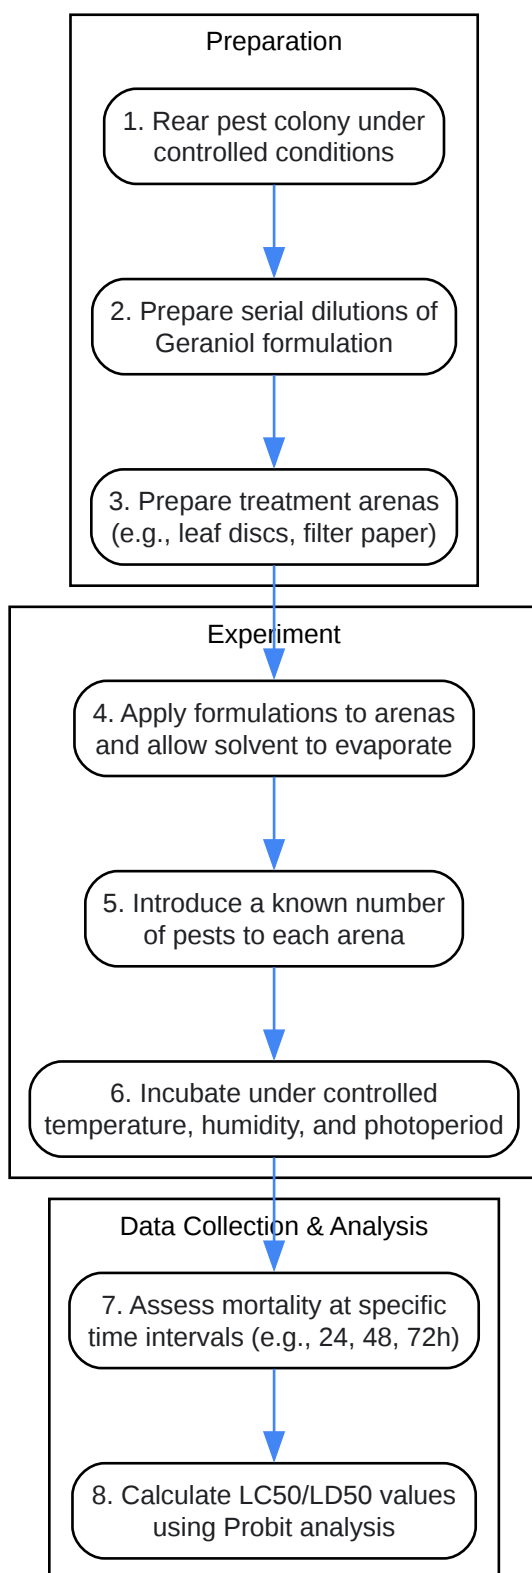 Preparation
1. Rear pest colony under
controlled conditions
2. Prepare serial dilutions of
Geraniol formulation
3. Prepare treatment arenas
(e.g., leaf discs, filter paper)
Experiment
4. Apply formulations to arenas
and allow solvent to evaporate
5. Introduce a known number
of pests to each arena
6. Incubate under controlled
temperature, humidity, and photoperiod
Data Collection & Analysis
7. Assess mortality at specific
time intervals (e.g., 24, 48, 72h)
8. Calculate LC50/LD50 values
using Probit analysis